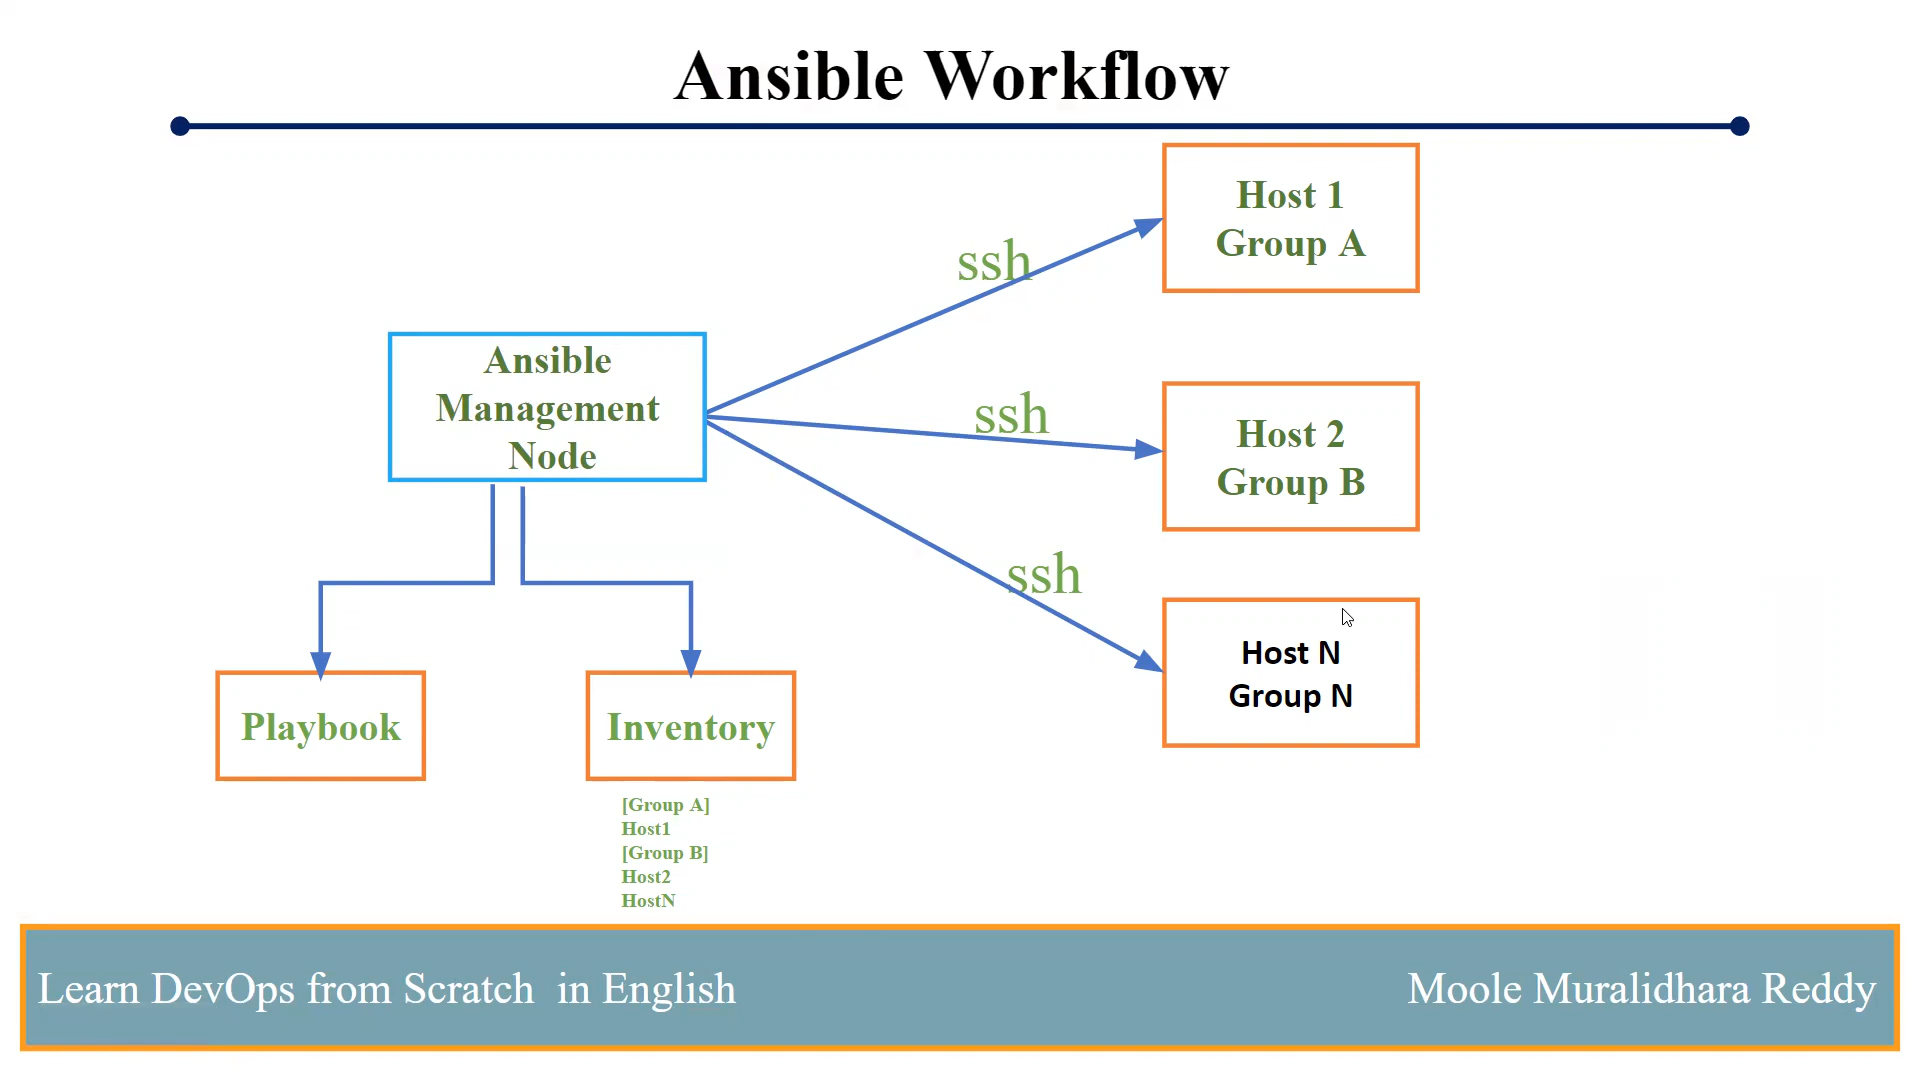 Ansible Workflow
Host 1
Group A
ssh
Ansible
Management
Node
ssh
Host 2
Group B
ssh
Host N
Group N
Playbook
Inventory
[Group A]
Host1
[Group B]
Host2
HostN
Learn DevOps from Scratch  in English
Moole Muralidhara Reddy